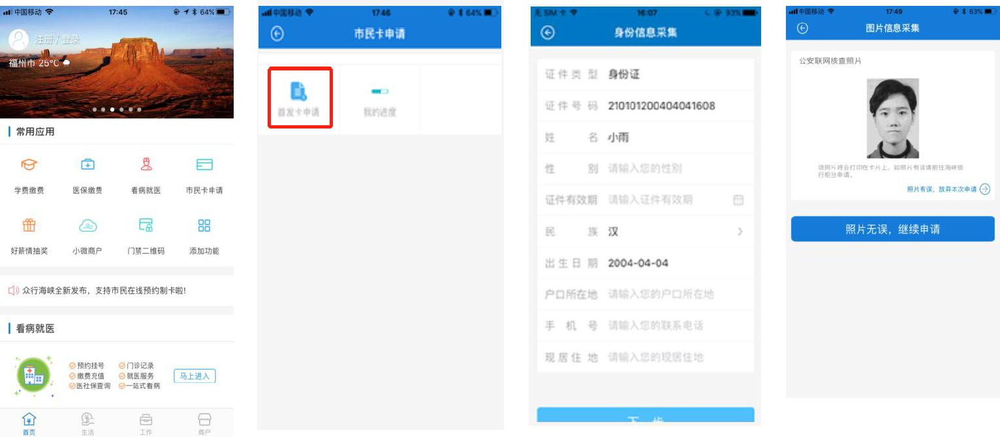 中国移动 17:45 64%
注册 / 登录
福州市 25°C
常用应用
学费缴费 医保缴费 看病就医 市民卡申请
好薪情抽奖 小微商户 门禁二维码 添加功能
众行海峡全新发布，支持市民在线预约制卡啦!
看病就医
预约挂号 门诊记录
缴费充值 就医服务
医社保查询 一站式看病
马上进入
首页 生活 工作 商户
中国移动 17:46 64%
市民卡申请
首发卡申请 我的进度
无 SIM 卡 16:07 93%
身份信息采集
证件类型 身份证
证件号码 210101200404041608
姓名 小雨
性别 请输入您的性别
证件有效期 请输入证件有效期
民族 汉
出生日期 2004-04-04
户口所在地 请输入您的户口所在地
手机号 请输入您的联系电话
现居住地 请输入您的现居住地
下一步
中国移动 17:49 63%
图片信息采集
公安联网核查照片
该照片将会打印在卡片上，如照片有误请前往海峡银
行柜台申请。
照片有误，放弃本次申请
照片无误，继续申请